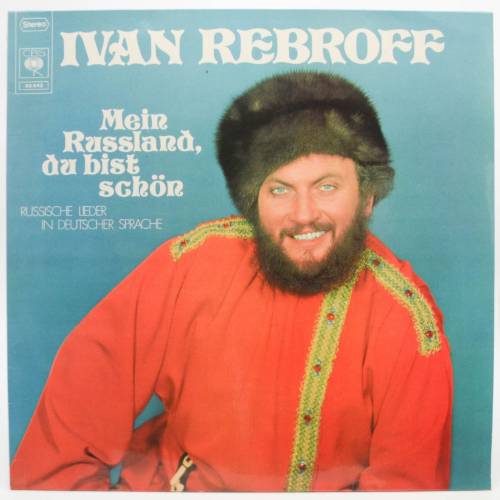 Stereo
CBS
IVAN REBROFF
Mein
Russland,
du bist
schön
RUSSISCHE LIEDER
IN DEUTSCHER SPRACHE